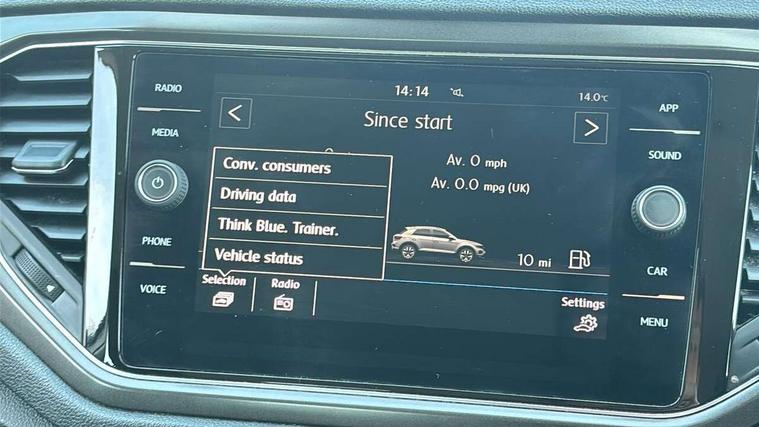 RADIO
MEDIA
PHONE
VOICE
14:14
14.0°C
Since start
Av. 0 mph
Av. 0.0 mpg (UK)
Conv. consumers
Driving data
Think Blue. Trainer.
Vehicle status
10 mi
Selection
Radio
Settings
APP
SOUND
CAR
MENU